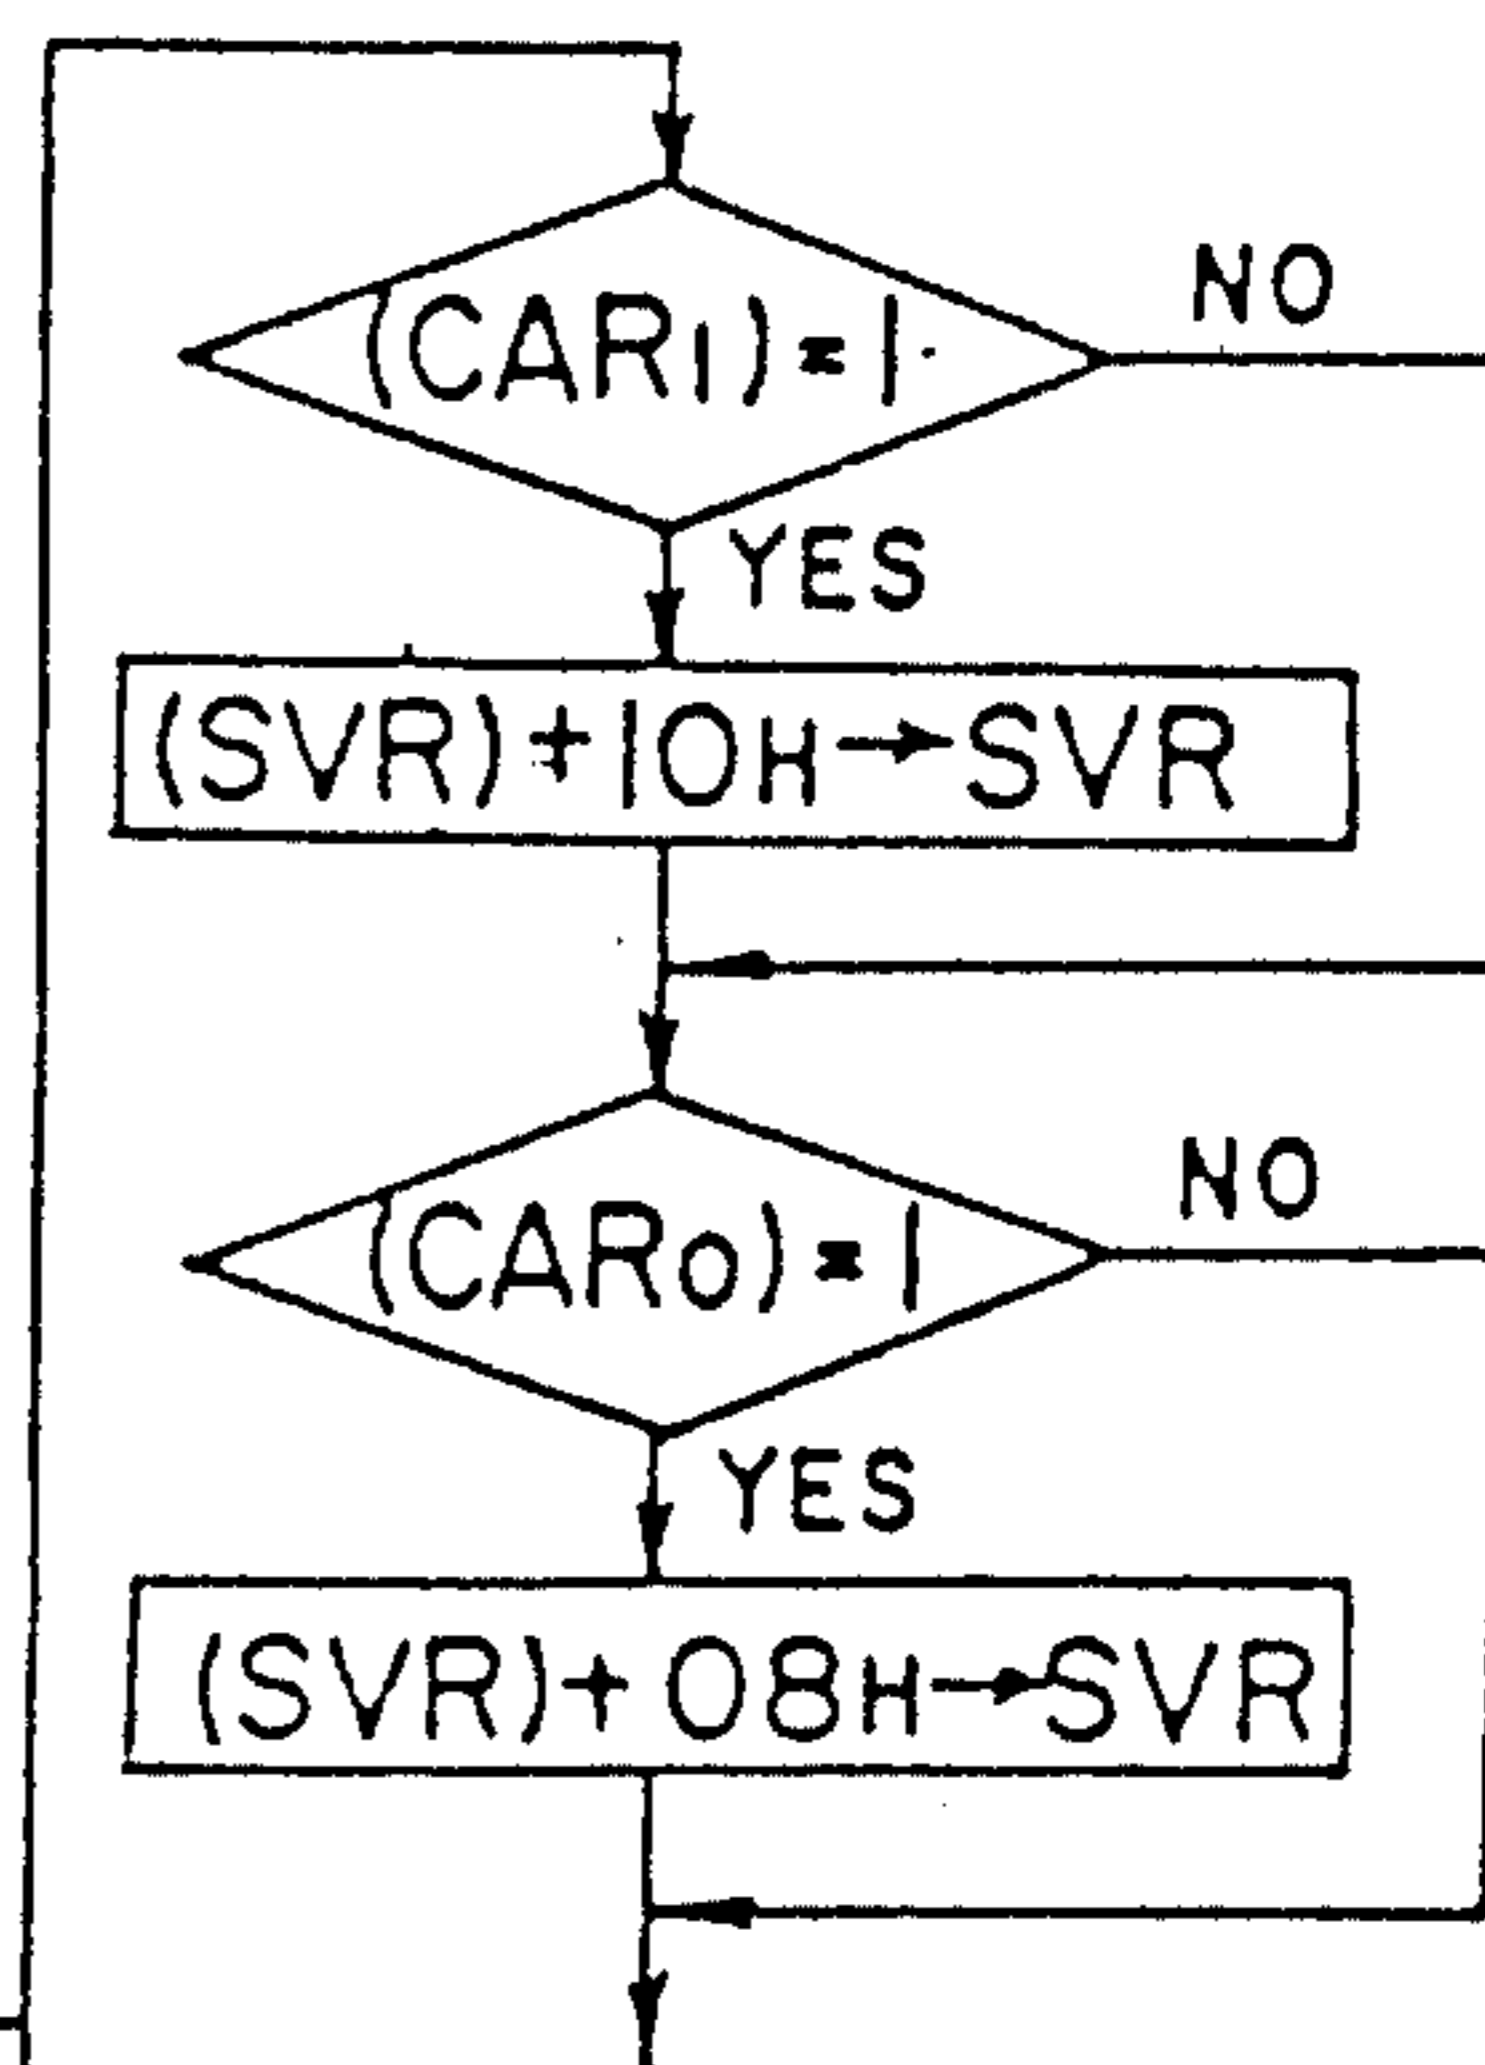 NO
(CAR1)=1
YES
(SVR)+10H→SVR
NO
(CAR0)=1
YES
(SVR)+08H→SVR